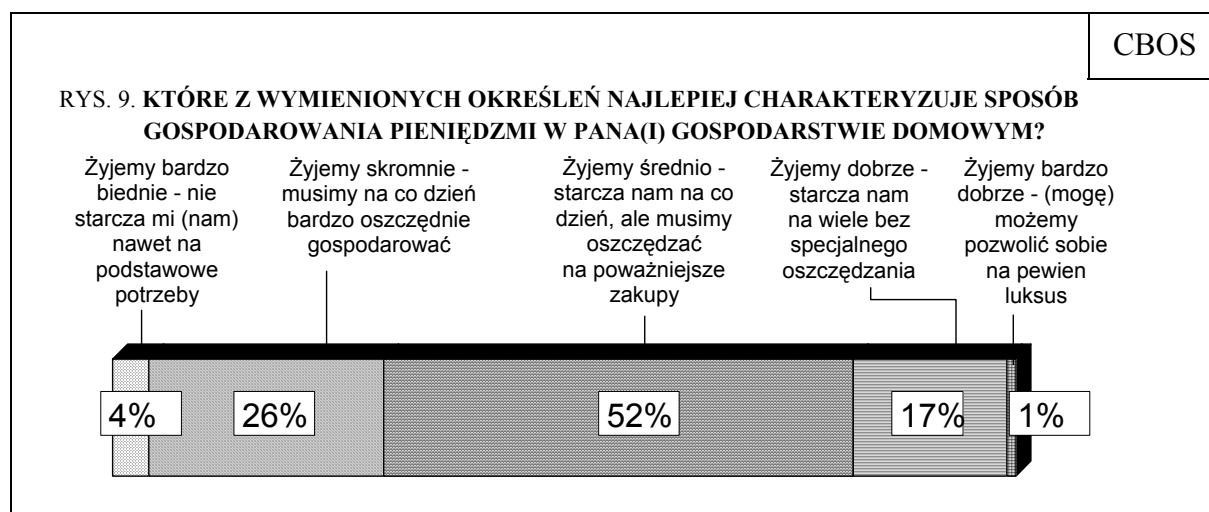 CBOS
RYS. 9. KTÓRE Z WYMIENIONYCH OKREŚLEŃ NAJLEPIEJ CHARAKTERYZUJE SPOSÓB
GOSPODAROWANIA PIENIĘDZMI W PANA(I) GOSPODARSTWIE DOMOWYM?
Żyjemy bardzo
biednie - nie
starcza mi (nam)
nawet na
podstawowe
potrzeby
Żyjemy skromnie -
musimy na co dzień
bardzo oszczędnie
gospodarować
Żyjemy średnio -
starcza nam na co
dzień, ale musimy
oszczędzać
na poważniejsze
zakupy
Żyjemy dobrze -
starcza nam
na wiele bez
specjalnego
oszczędzania
Żyjemy bardzo
dobrze - (mogę)
możemy
pozwolić sobie
na pewien
luksus
4%
26%
52%
17%
1%